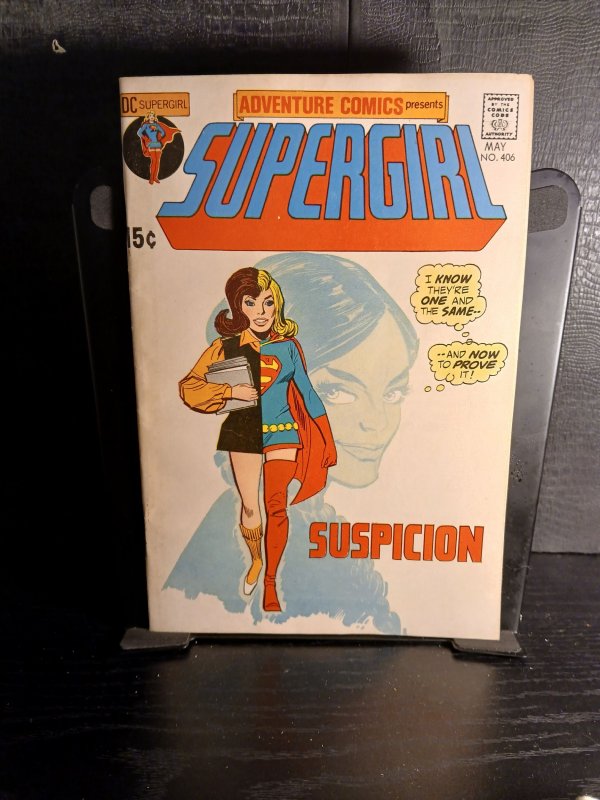 DC SUPERGIRL
ADVENTURE COMICS presents
APPROVED
BY THE
COMICS
CODE
AUTHORITY
SUPERGIRL
MAY
NO. 406
15¢
I KNOW
THEY'RE
ONE AND
THE SAME--
--AND NOW
TO PROVE
IT!
SUSPICION